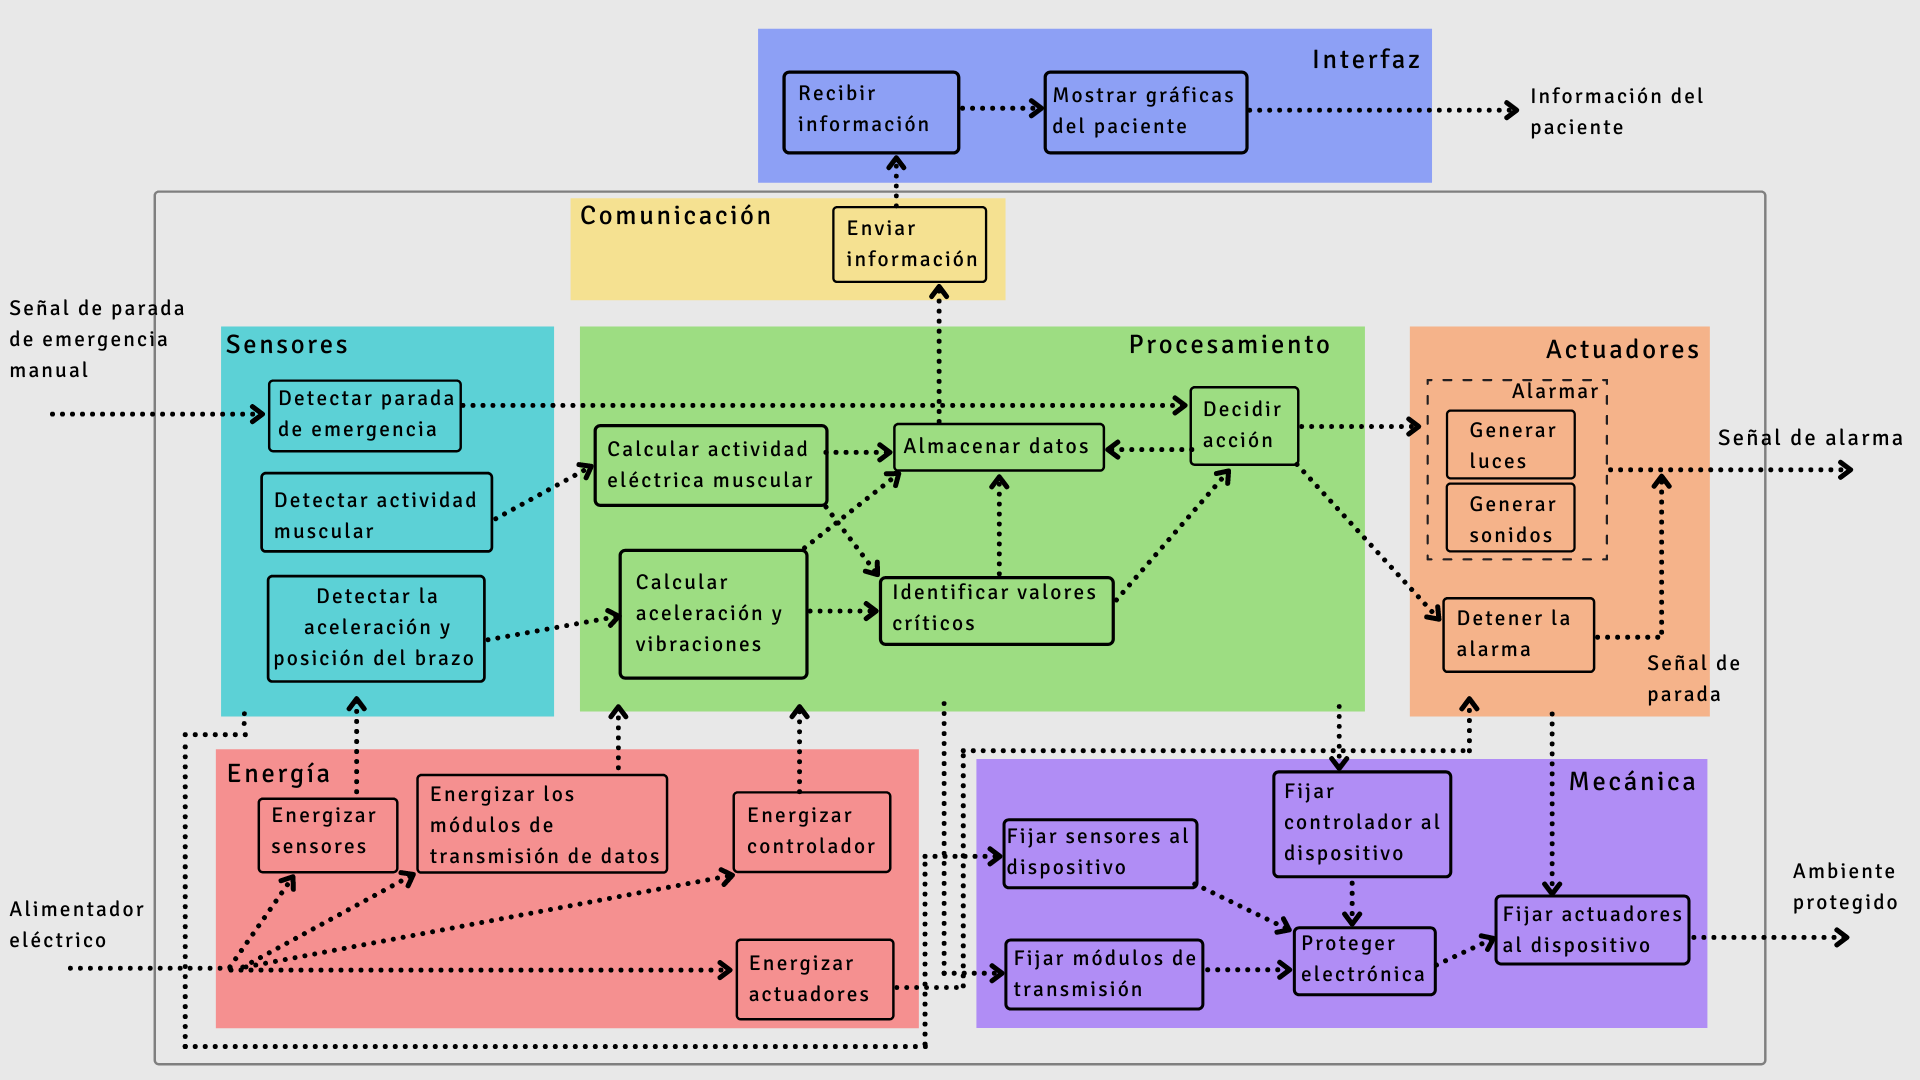 Interfaz
Recibir
información
Mostrar gráficas
del paciente
Información del
paciente
Comunicación
Enviar
información
Señal de parada
de emergencia
manual
Sensores
Detectar parada
de emergencia
Detectar actividad
muscular
Detectar la
aceleración y
posición del brazo
Procesamiento
Calcular actividad
eléctrica muscular
Almacenar datos
Decidir
acción
Calcular
aceleración y
vibraciones
Identificar valores
críticos
Actuadores
Alarmar
Generar
luces
Generar
sonidos
Señal de alarma
Detener la
alarma
Señal de
parada
Energía
Energizar
sensores
Energizar los
módulos de
transmisión de datos
Energizar
controlador
Energizar
actuadores
Alimentador
eléctrico
Mecánica
Fijar sensores al
dispositivo
Fijar
controlador al
dispositivo
Fijar módulos de
transmisión
Proteger
electrónica
Fijar actuadores
al dispositivo
Ambiente
protegido